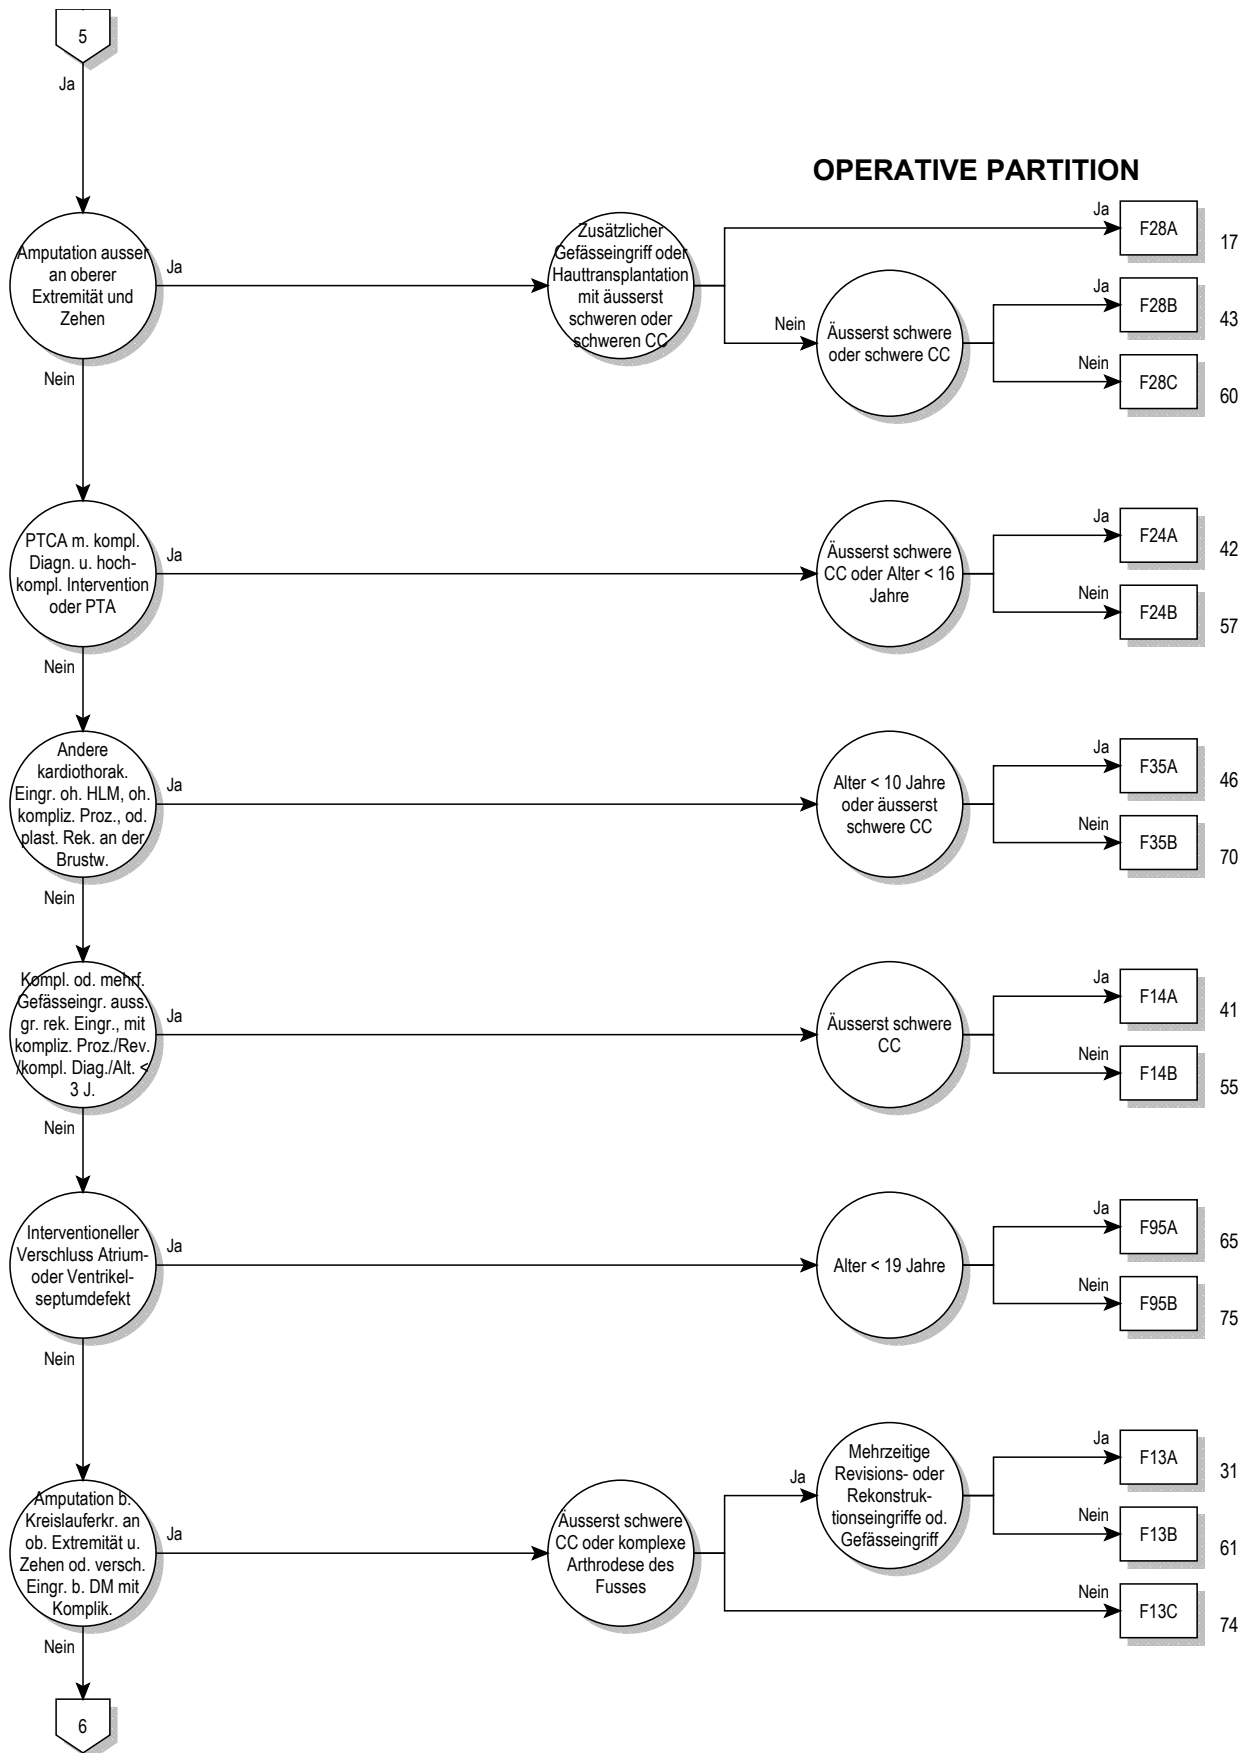 5
Ja
OPERATIVE PARTITION
Amputation ausser
an oberer
Extremität und
Zehen
Ja
Zusätzlicher
Gefässeingriff oder
Hauttransplantation
mit äusserst
schweren oder
schweren CC
Ja
F28A
17
Nein
Äusserst schwere
oder schwere CC
Ja
F28B
43
Nein
F28C
60
Nein
PTCA m. kompl.
Diagn. u. hoch-
kompl. Intervention
oder PTA
Ja
Äusserst schwere
CC oder Alter < 16
Jahre
Ja
F24A
42
Nein
F24B
57
Nein
Andere
kardiothorak.
Eingr. oh. HLM, oh.
kompliz. Proz., od.
plast. Rek. an der
Brustw.
Ja
Alter < 10 Jahre
oder äusserst
schwere CC
Ja
F35A
46
Nein
F35B
70
Nein
Kompl. od. mehrf.
Gefässeingr. auss.
gr. rek. Eingr., mit
kompliz. Proz./Rev.
/kompl. Diag./Alt. <
3 J.
Ja
Äusserst schwere
CC
Ja
F14A
41
Nein
F14B
55
Nein
Interventioneller
Verschluss Atrium-
oder Ventrikel-
septumdefekt
Ja
Alter < 19 Jahre
Ja
F95A
65
Nein
F95B
75
Nein
Amputation b.
Kreislauferkr. an
ob. Extremität u.
Zehen od. versch.
Eingr. b. DM mit
Komplik.
Ja
Äusserst schwere
CC oder komplexe
Arthrodese des
Fusses
Ja
Mehrzeitige
Revisions- oder
Rekonstruk-
tionseingriffe od.
Gefässeingriff
Ja
F13A
31
Nein
F13B
61
Nein
F13C
74
Nein
6